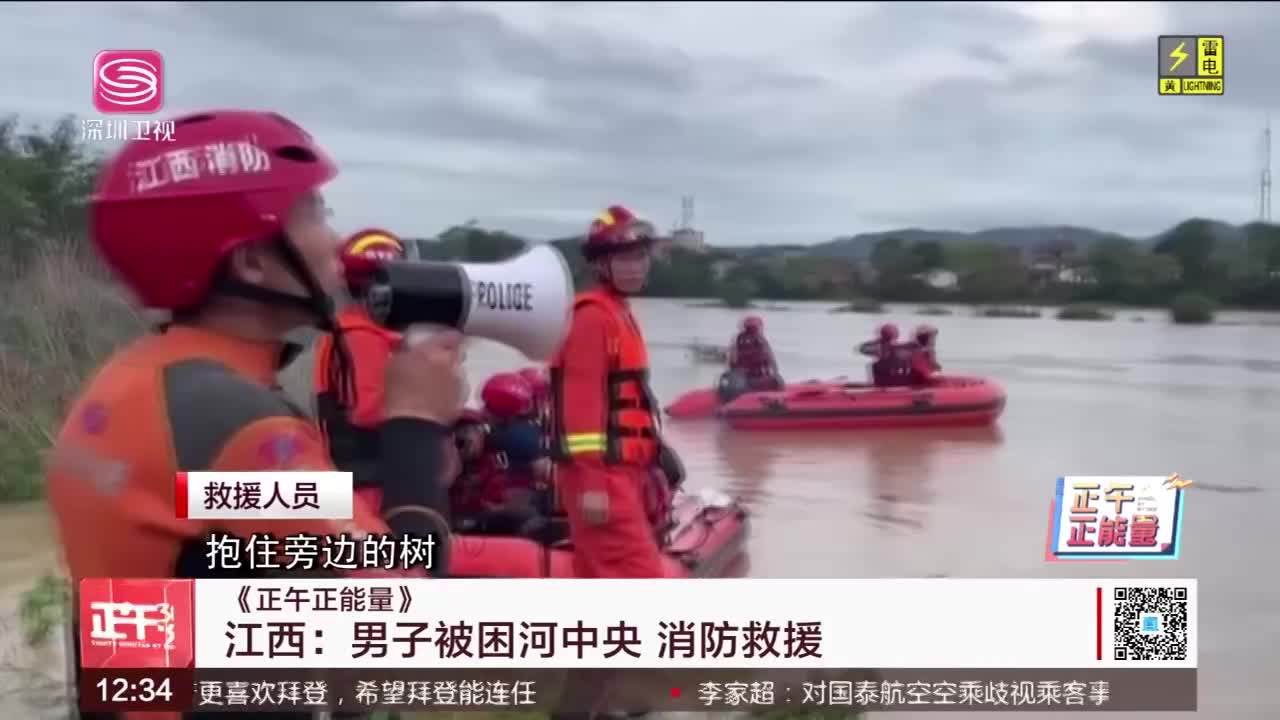 深圳卫视
雷电
黄 LIGHTNING
江西消防
POLICE
救援人员
抱住旁边的树
正午
正能量
《正午正能量》
江西：男子被困河中央 消防救援
正午
12:34
更喜欢拜登，希望拜登能连任
李家超：对国泰航空空乘歧视乘客事